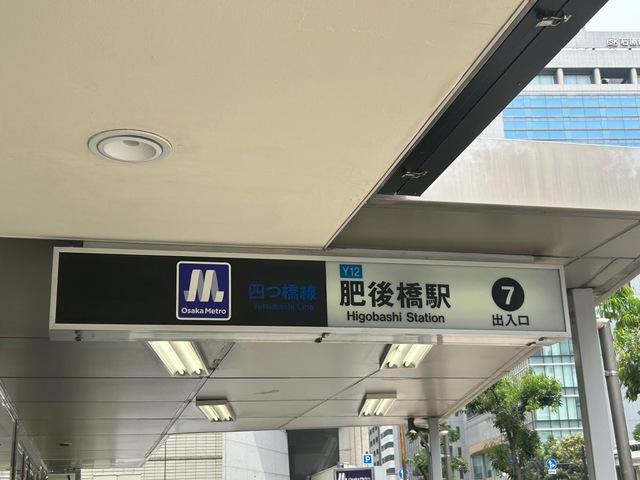 Osaka Metro
四つ橋線
Yotsubashi Line
Y12
肥後橋駅
Higobashi Station
7
出入口
P